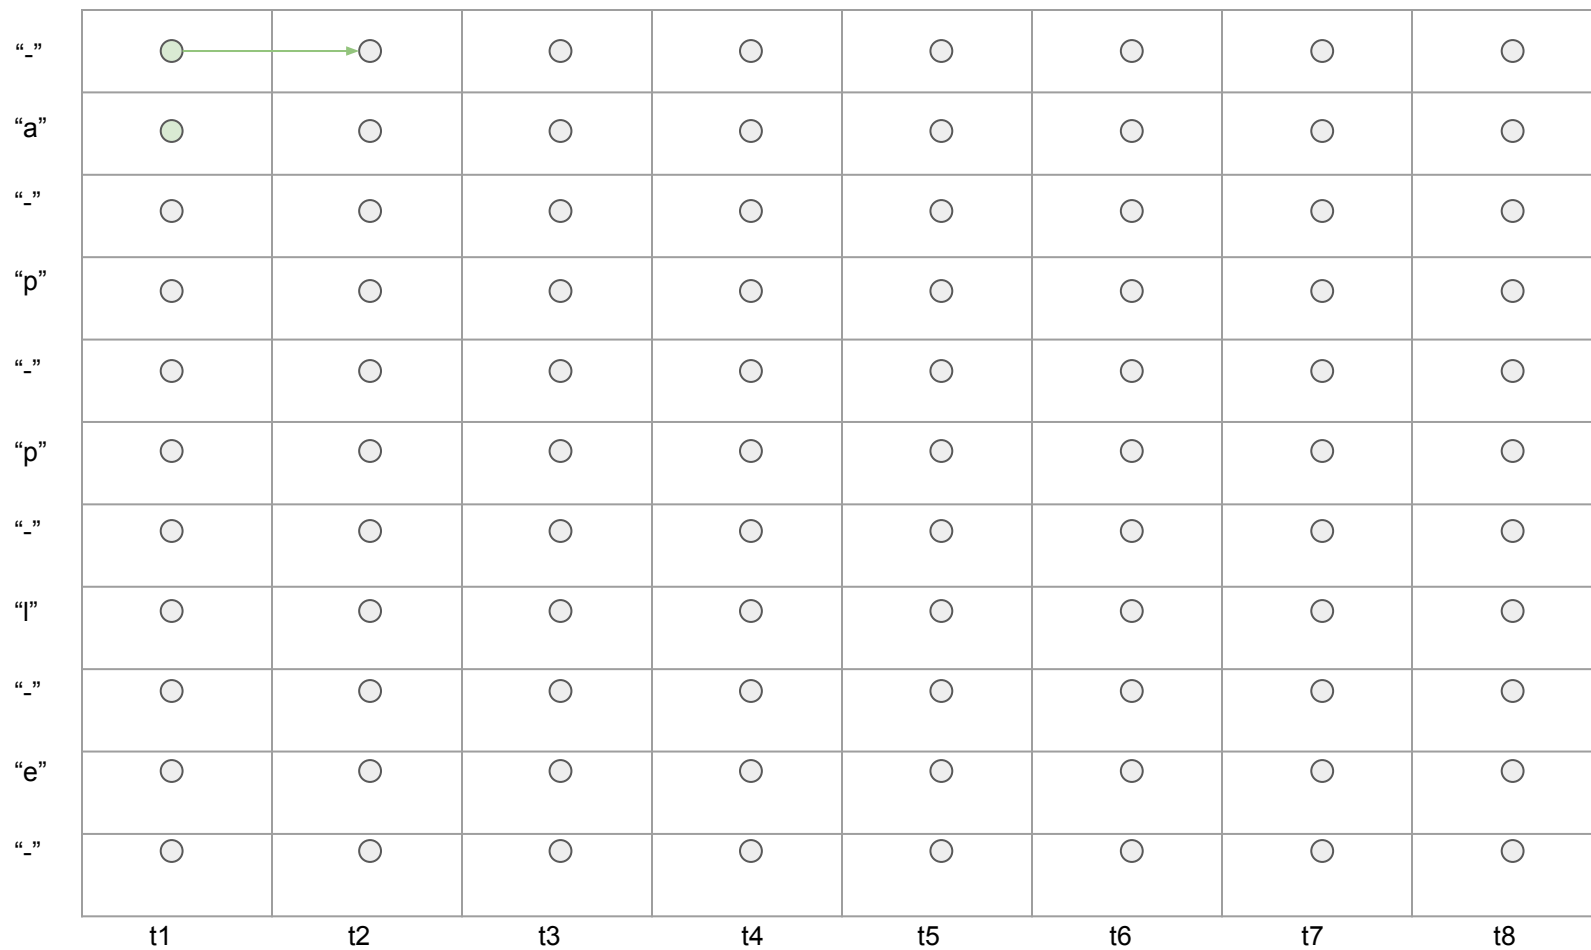 “-”
“a”
“-”
“p”
“-”
“p”
“-”
“l”
“-”
“e”
“-”
t1 t2 t3 t4 t5 t6 t7 t8